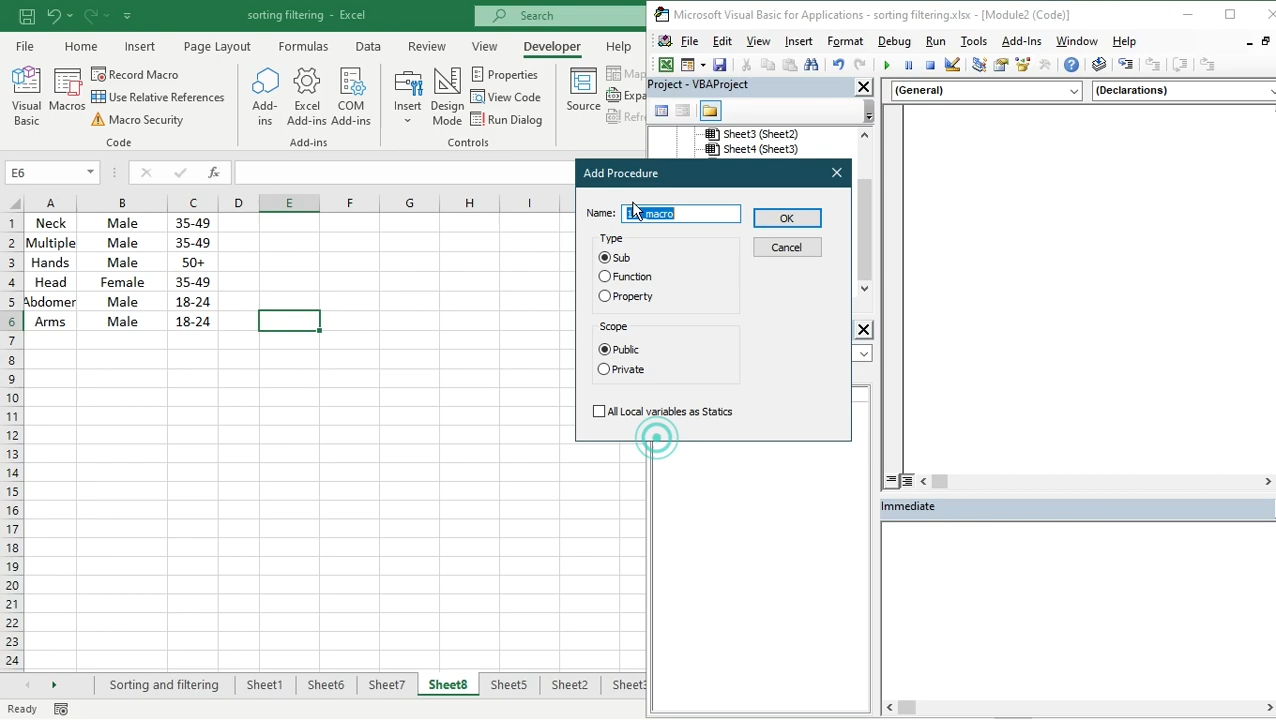 sorting filtering - Excel
Search
File Home Insert Page Layout Formulas Data Review View Developer Help
Visual Basic
Macros
Record Macro
Use Relative References
Macro Security
Code
Add-ins
Excel Add-ins
COM Add-ins
Add-ins
Insert
Design Mode
Properties
View Code
Run Dialog
Controls
Source
E6
fx
A B C D E F G H I
1 Neck Male 35-49
2 Multiple Male 35-49
3 Hands Male 50+
4 Head Female 35-49
5 Abdomen Male 18-24
6 Arms Male 18-24
7
8
9
10
11
12
13
14
15
16
17
18
19
20
21
22
23
24
Sorting and filtering Sheet1 Sheet6 Sheet7 Sheet8 Sheet5 Sheet2
Ready
Microsoft Visual Basic for Applications - sorting filtering.xlsx - [Module2 (Code)]
File Edit View Insert Format Debug Run Tools Add-Ins Window Help
Project - VBAProject
Sheet3 (Sheet2)
Sheet4 (Sheet3)
(General)
(Declarations)
Add Procedure
Name:
OK
Cancel
Type
Sub
Function
Property
Scope
Public
Private
All Local variables as Statics
Immediate